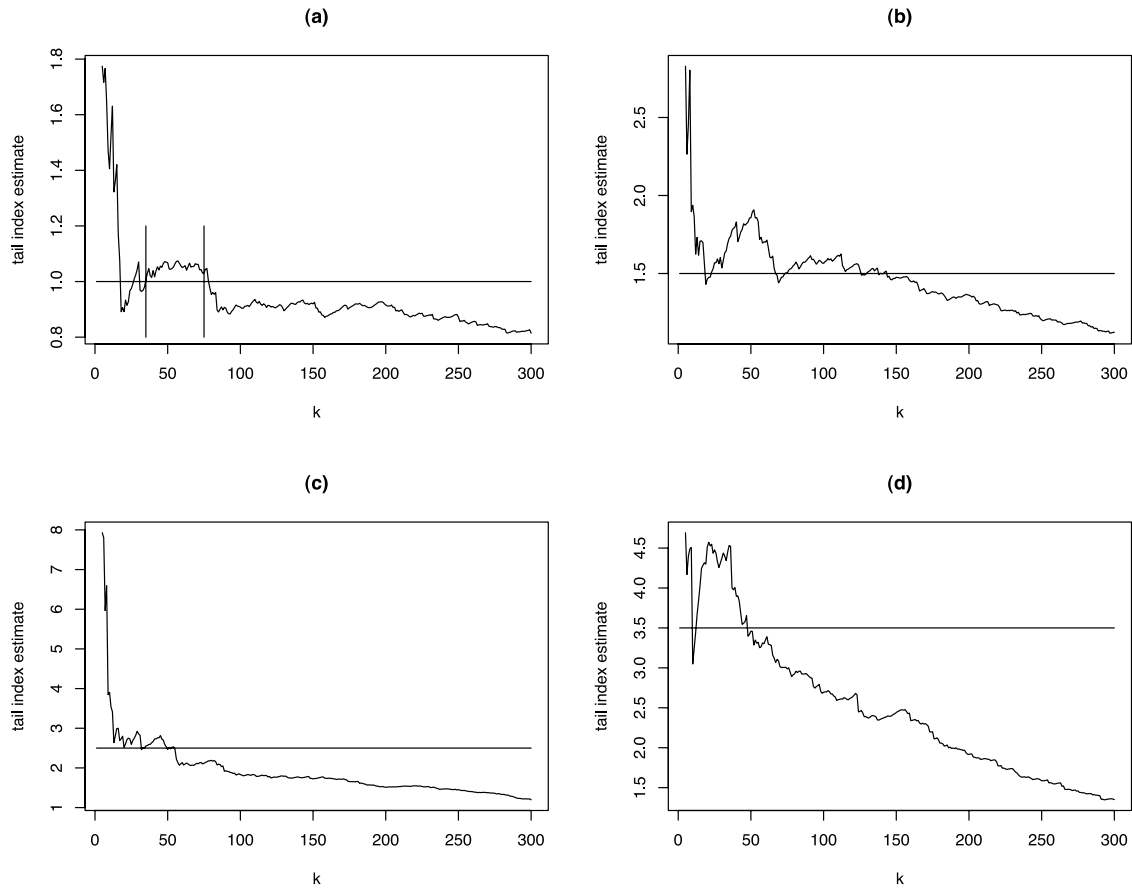 (a)
tail index estimate
0.8 1.0 1.2 1.4 1.6 1.8
0 50 100 150 200 250 300
k
(b)
tail index estimate
1.5 2.0 2.5
0 50 100 150 200 250 300
k
(c)
tail index estimate
1 2 3 4 5 6 7 8
0 50 100 150 200 250 300
k
(d)
tail index estimate
1.5 2.0 2.5 3.0 3.5 4.0 4.5
0 50 100 150 200 250 300
k